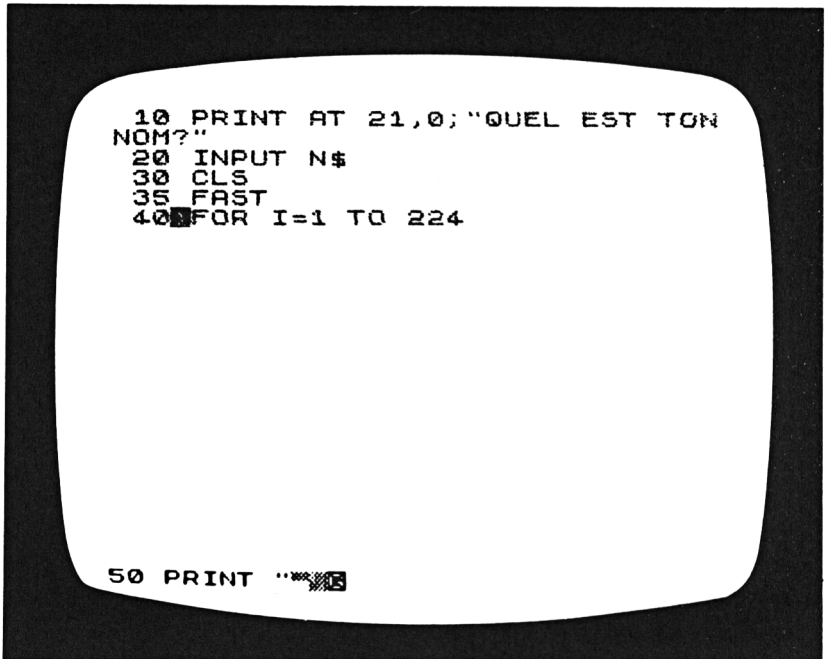 10 PRINT AT 21,0;"QUEL EST TON
NOM?"
20 INPUT N$
30 CLS
35 FAST
40 FOR I=1 TO 224
50 PRINT "